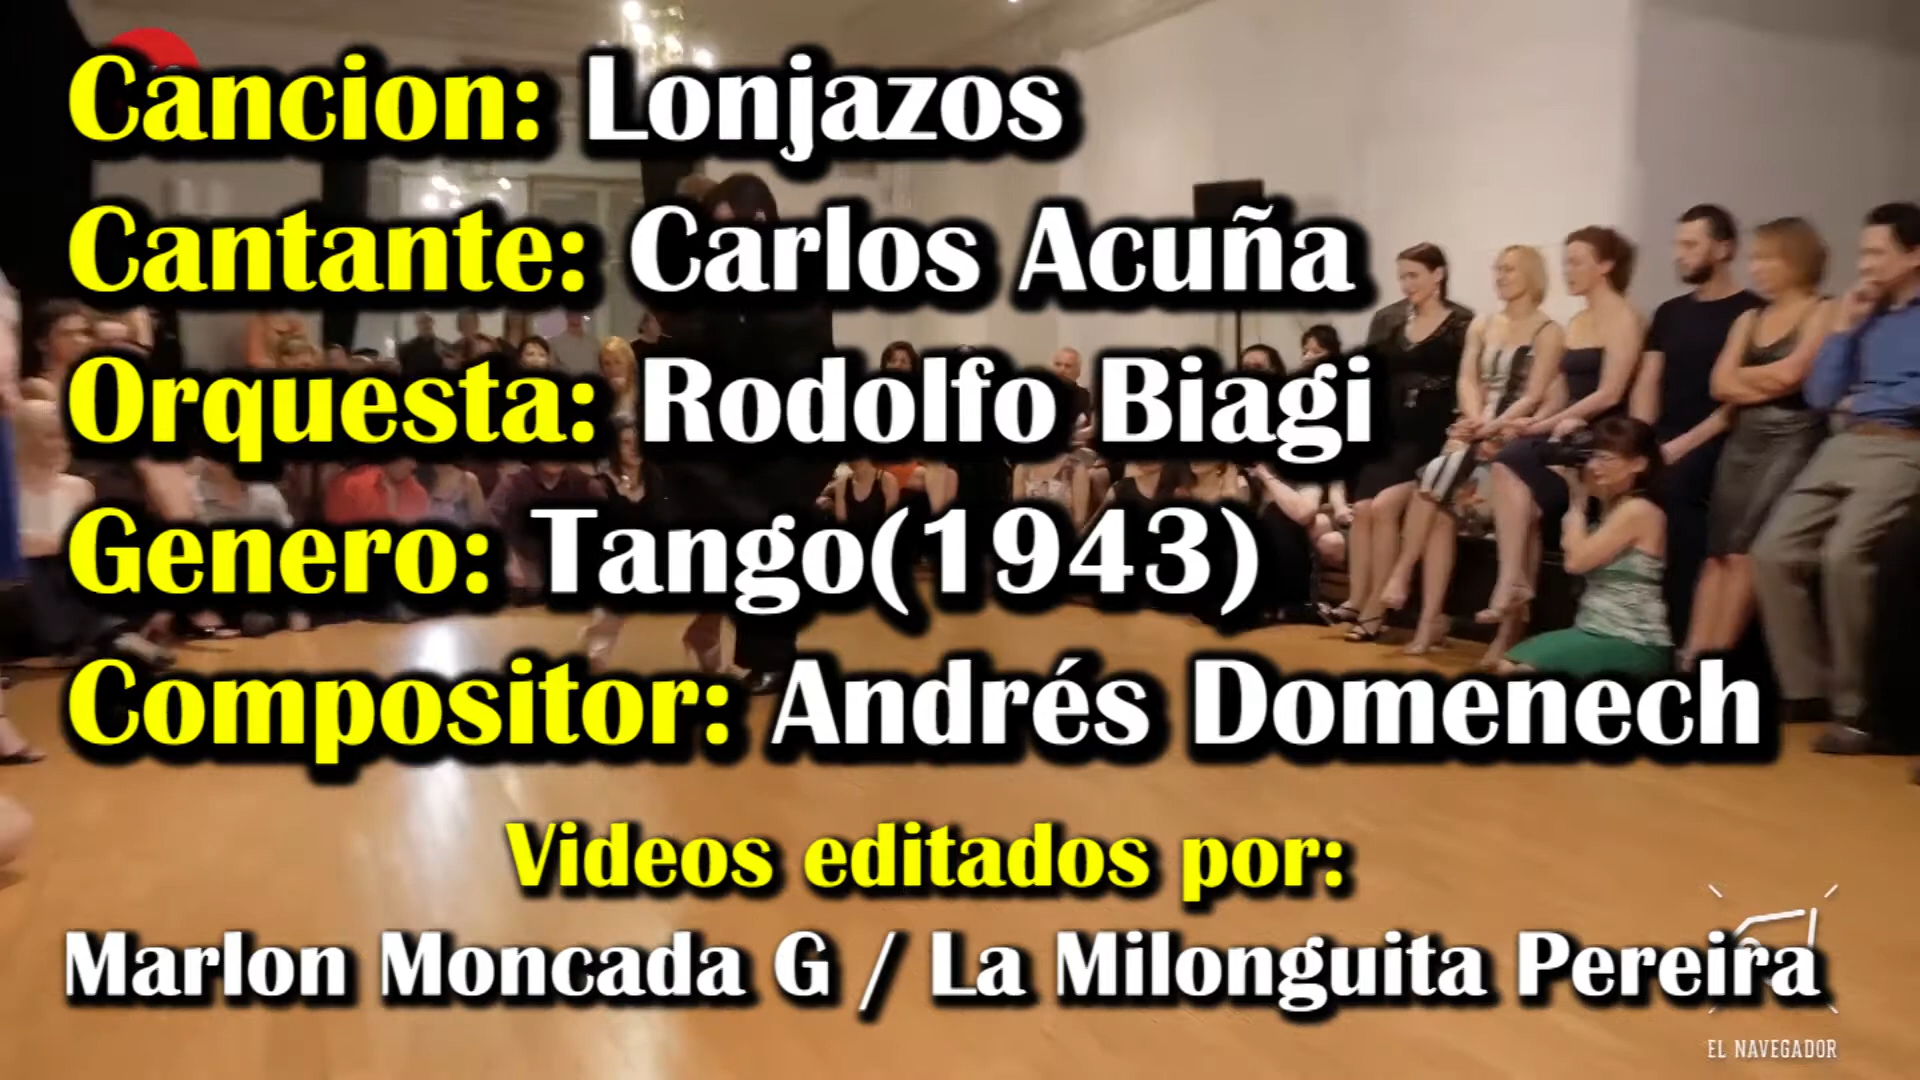 Cancion: Lonjazos
Cantante: Carlos Acuña
Orquesta: Rodolfo Biagi
Genero: Tango(1943)
Compositor: Andrés Domenech
Videos editados por:
Marlon Moncada G / La Milonguita Pereira
EL NAVEGADOR